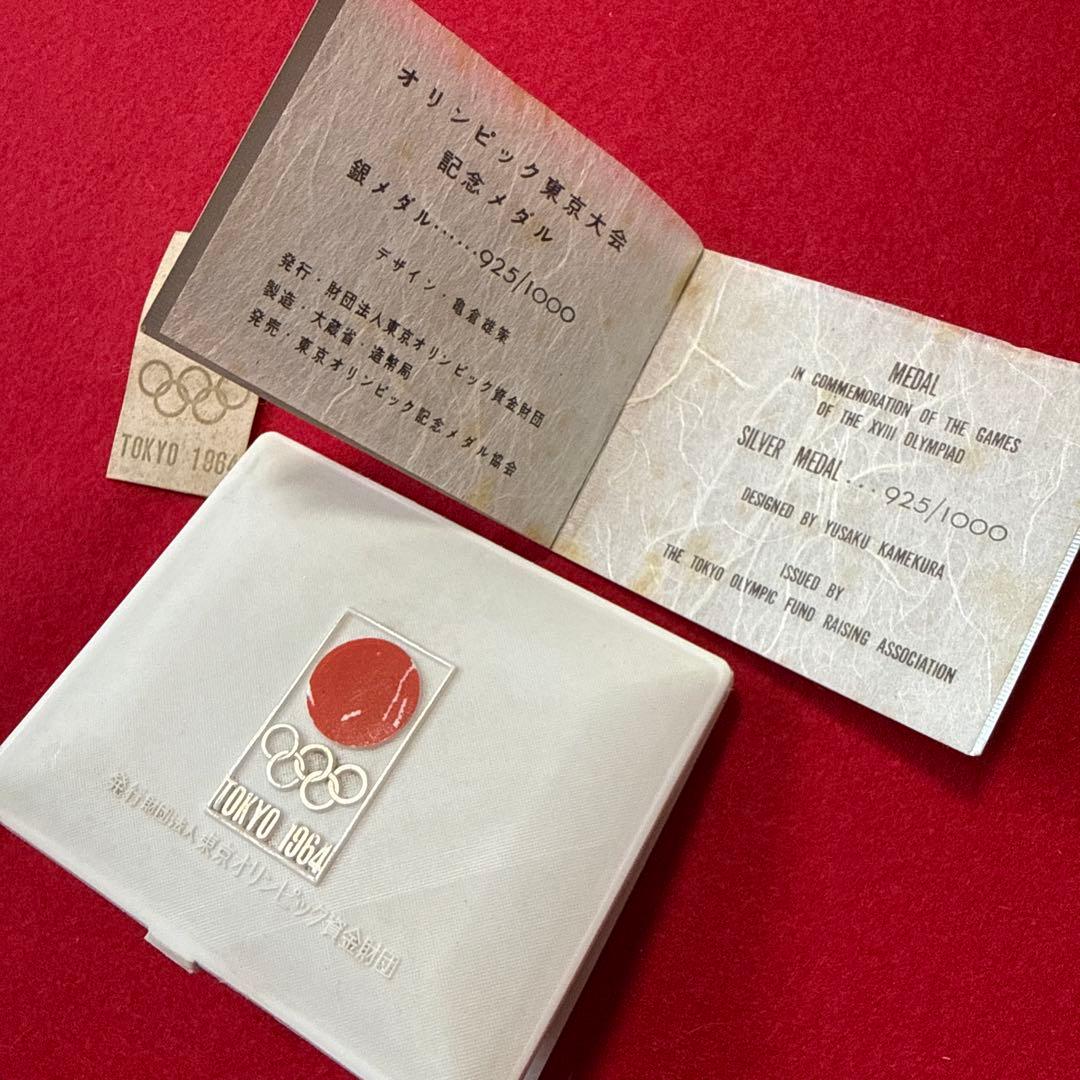 オリンピック東京大会
記念メダル
銀メダル……925/1000
デザイン・亀倉雄策
発行・財団法人東京オリンピック資金財団
製造・大蔵省・造幣局
発売・東京オリンピック記念メダル協会
MEDAL
IN COMMEMORATION OF THE GAMES
OF THE XVIII OLYMPIAD
SILVER MEDAL... 925/1000
DESIGNED BY YUSAKU KAMEKURA
ISSUED BY
THE TOKYO OLYMPIC FUND RAISING ASSOCIATION
TOKYO 1964
TOKYO 1964
発行財団法人東京オリンピック資金財団